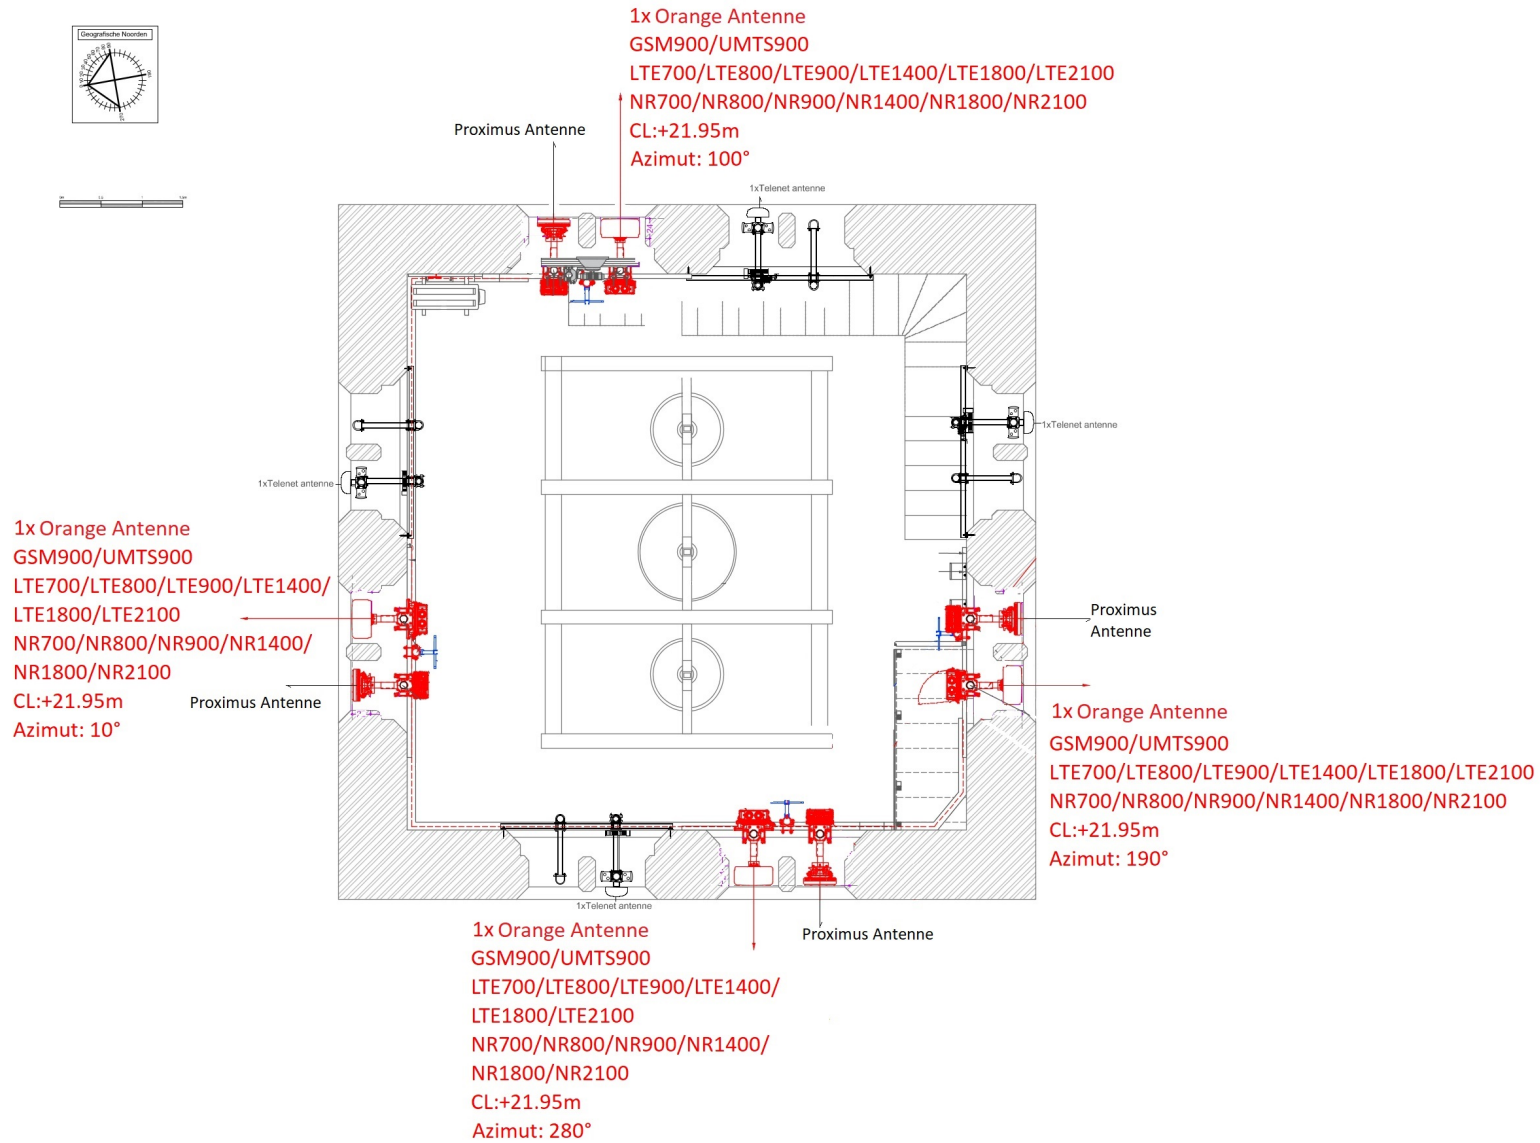 Geografische Noorden
1x Orange Antenne
GSM900/UMTS900
LTE700/LTE800/LTE900/LTE1400/LTE1800/LTE2100
NR700/NR800/NR900/NR1400/NR1800/NR2100
CL:+21.95m
Azimut: 100°
Proximus Antenne
1xTelenet antenne
1xTelenet antenne
1xTelenet antenne
1x Orange Antenne
GSM900/UMTS900
LTE700/LTE800/LTE900/LTE1400/
LTE1800/LTE2100
NR700/NR800/NR900/NR1400/
NR1800/NR2100
CL:+21.95m
Azimut: 10°
Proximus Antenne
Proximus
Antenne
1x Orange Antenne
GSM900/UMTS900
LTE700/LTE800/LTE900/LTE1400/LTE1800/LTE2100
NR700/NR800/NR900/NR1400/NR1800/NR2100
CL:+21.95m
Azimut: 190°
1xTelenet antenne
Proximus Antenne
1x Orange Antenne
GSM900/UMTS900
LTE700/LTE800/LTE900/LTE1400/
LTE1800/LTE2100
NR700/NR800/NR900/NR1400/
NR1800/NR2100
CL:+21.95m
Azimut: 280°